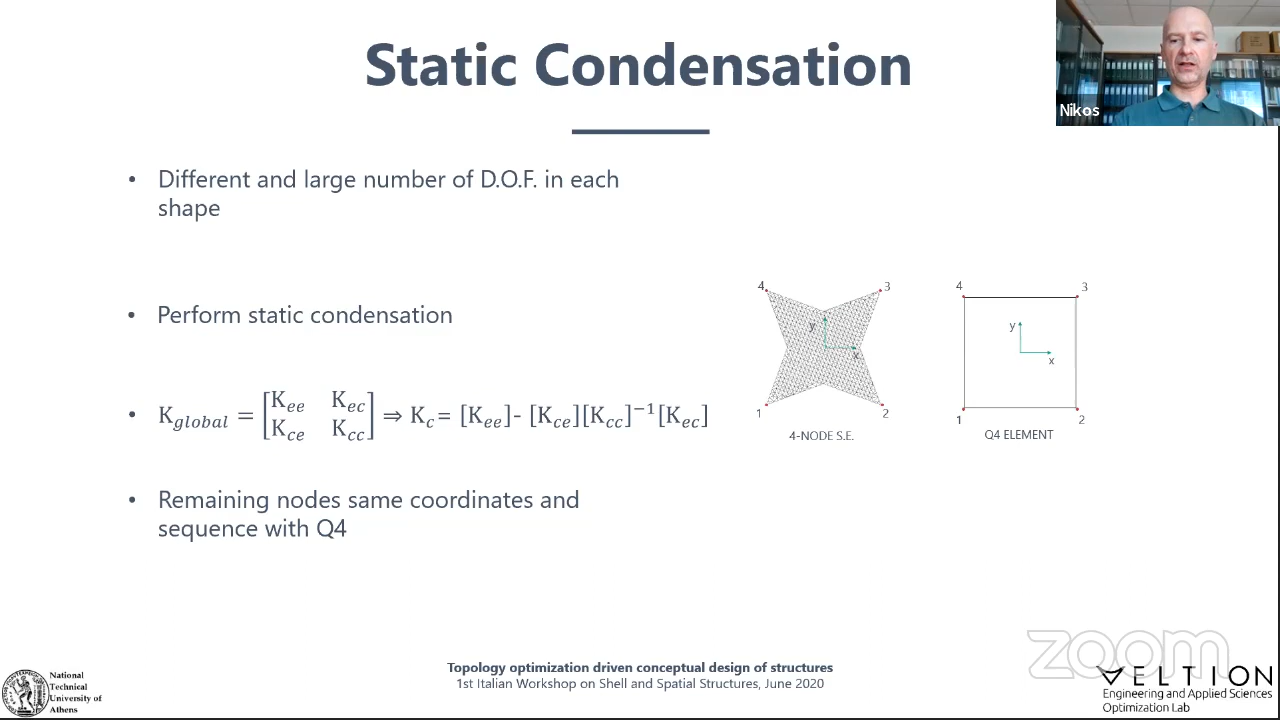 Static Condensation
Nikos
• Different and large number of D.O.F. in each
shape
• Perform static condensation
• K_global = [K_ee K_ec; K_ce K_cc] ⇒ K_c = [K_ee]- [K_ce][K_cc]⁻¹[K_ec]
• Remaining nodes same coordinates and
sequence with Q4
4 3
y
x
1 2
4-NODE S.E.
4 3
y
x
1 2
Q4 ELEMENT
Topology optimization driven conceptual design of structures
1st Italian Workshop on Shell and Spatial Structures, June 2020
National
Technical
University of
Athens
zoom
VELTION
Engineering and Applied Sciences
Optimization Lab